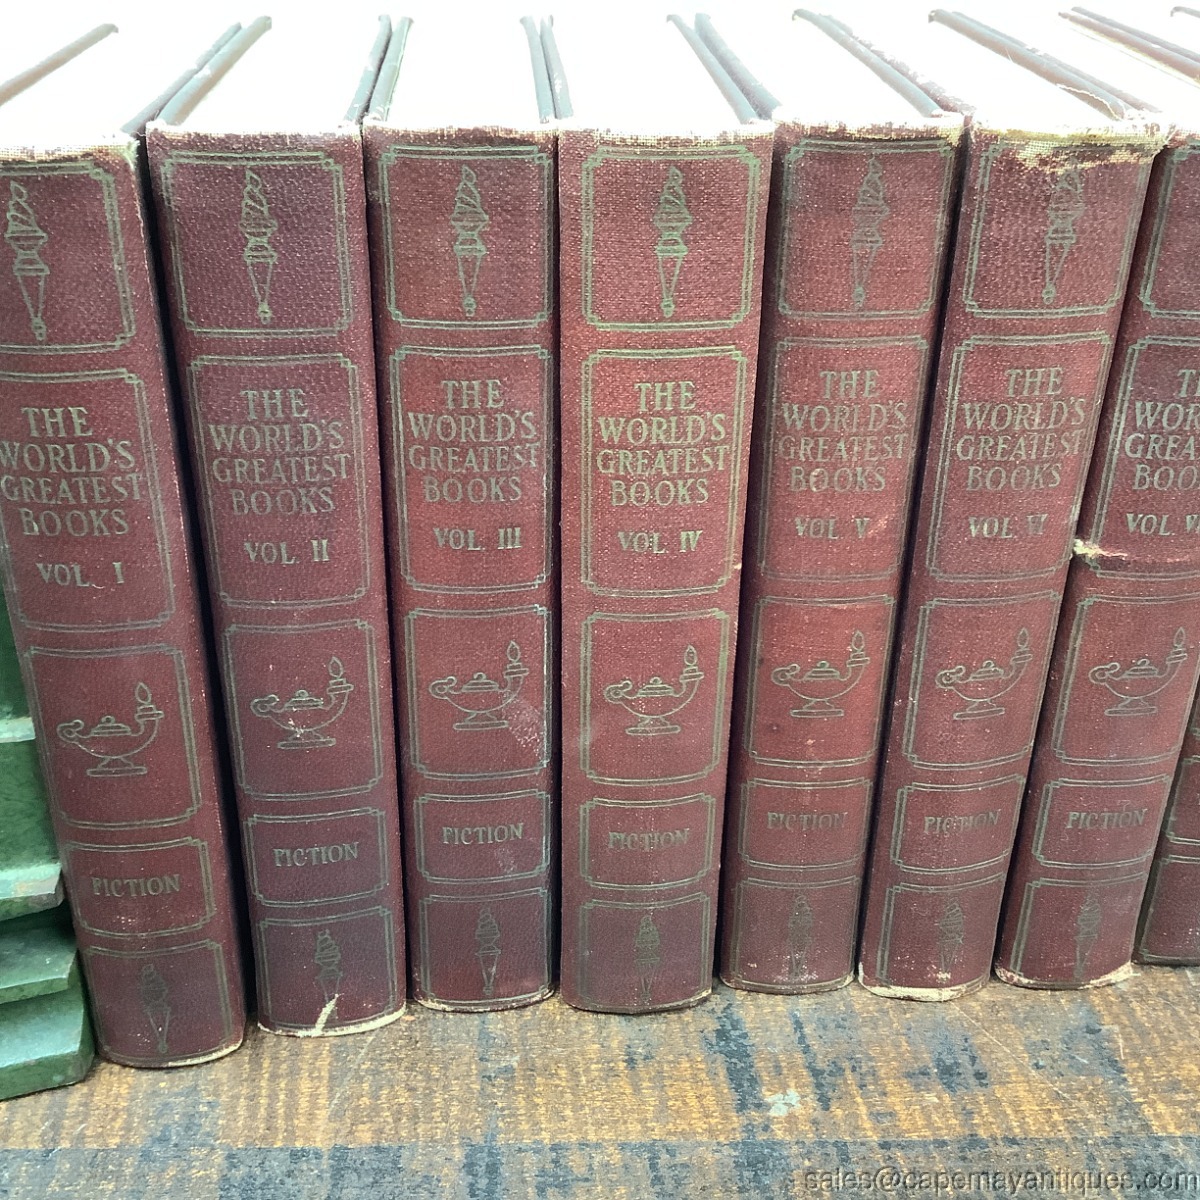 THE
WORLD'S
GREATEST
BOOKS
VOL. I
FICTION
THE
WORLD'S
GREATEST
BOOKS
VOL. II
FICTION
THE
WORLD'S
GREATEST
BOOKS
VOL. III
FICTION
THE
WORLD'S
GREATEST
BOOKS
VOL. IV
FICTION
THE
WORLD'S
GREATEST
BOOKS
VOL V
FICTION
THE
WORLD'S
GREATEST
BOOKS
VOL. VI
FICTION
VOL
FICTION
sales@capemayantiques.com